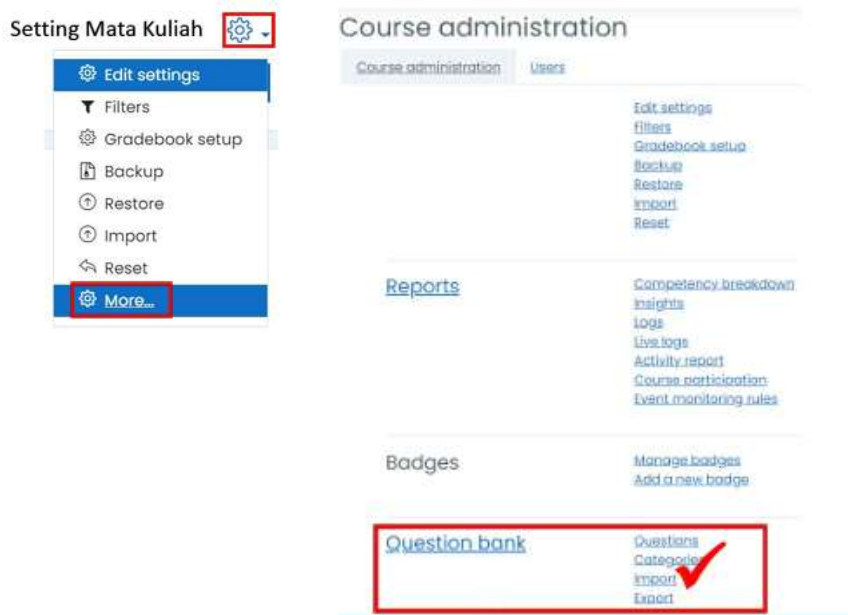 Setting Mata Kuliah
Edit settings
Filters
Gradebook setup
Backup
Restore
Import
Reset
More...
Course administration
Course administration Users
Edit settings
Filters
Gradebook setup
Backup
Restore
Import
Reset
Reports
Competency breakdown
Insights
Logs
Live logs
Activity report
Course participation
Event monitoring rules
Badges
Manage badges
Add a new badge
Question bank
Questions
Categories
Import
Export